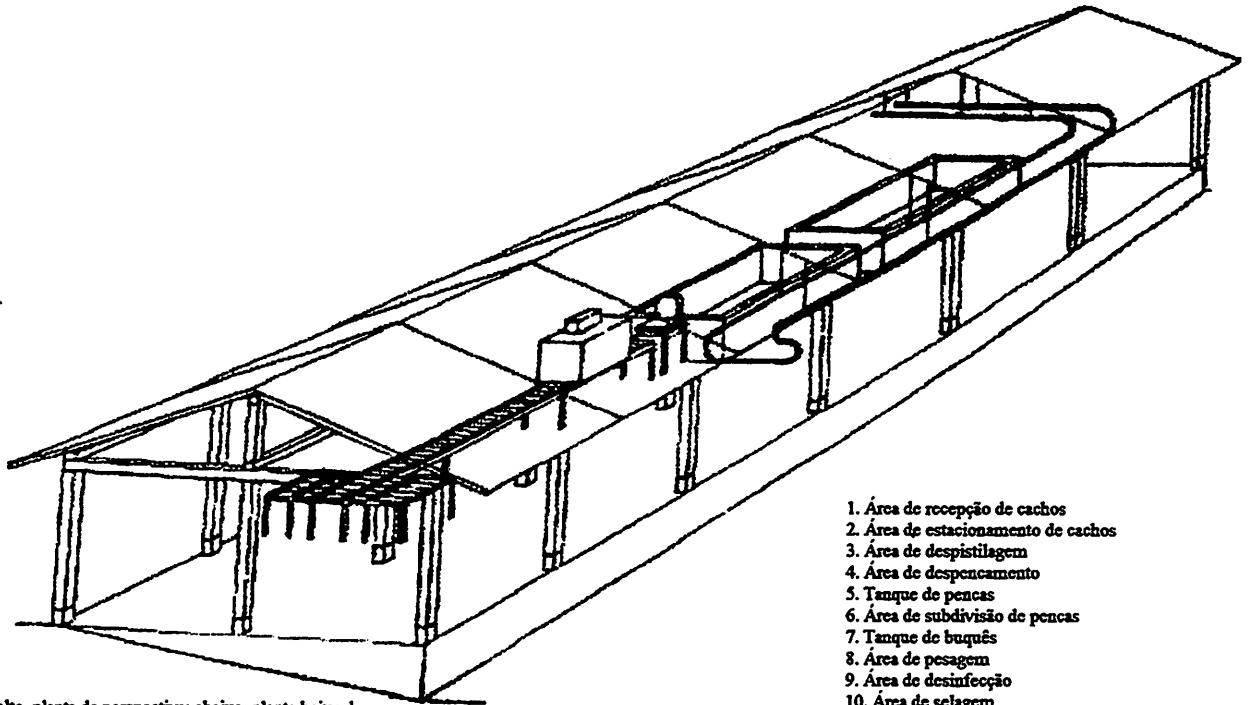 1. Área de recepção de cachos
2. Área de estacionamento de cachos
3. Área de despistilagem
4. Área de despencamento
5. Tanque de pencas
6. Área de subdivisão de pencas
7. Tanque de buquês
8. Área de pesagem
9. Área de desinfecção
10. Área de selagem